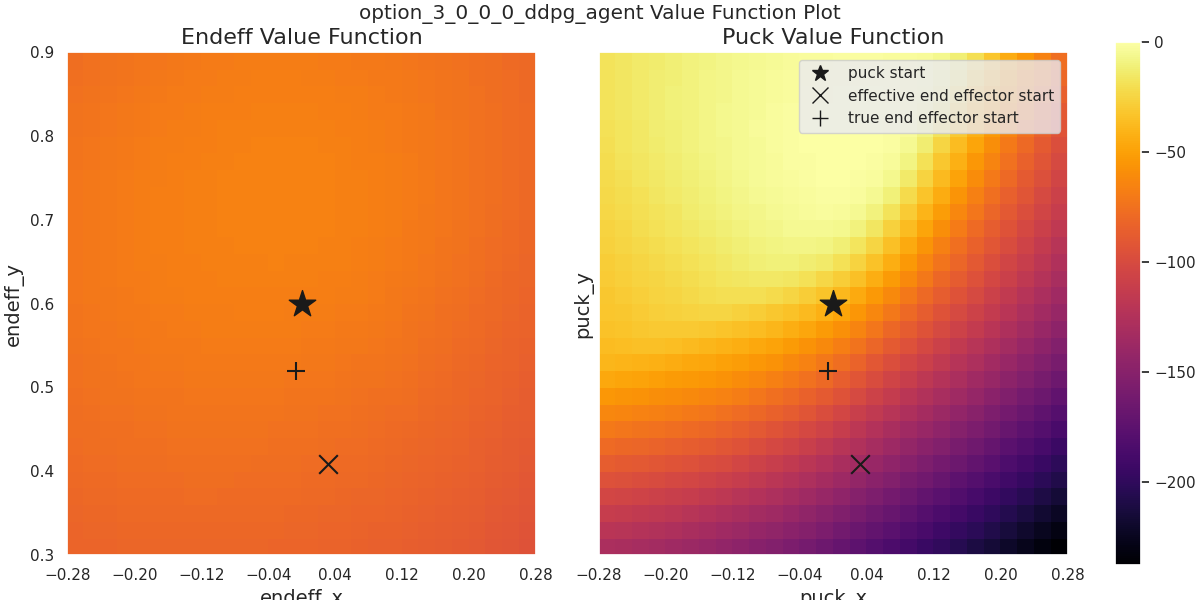 option_3_0_0_0_ddpg_agent Value Function Plot
Endeff Value Function
Puck Value Function
puck start
effective end effector start
true end effector start
endeff_y
0.9
0.8
0.7
0.6
0.5
0.4
0.3
−0.28 −0.20 −0.12 −0.04 0.04 0.12 0.20 0.28
endeff_x
puck_y
−0.28 −0.20 −0.12 −0.04 0.04 0.12 0.20 0.28
puck_x
0
−50
−100
−150
−200